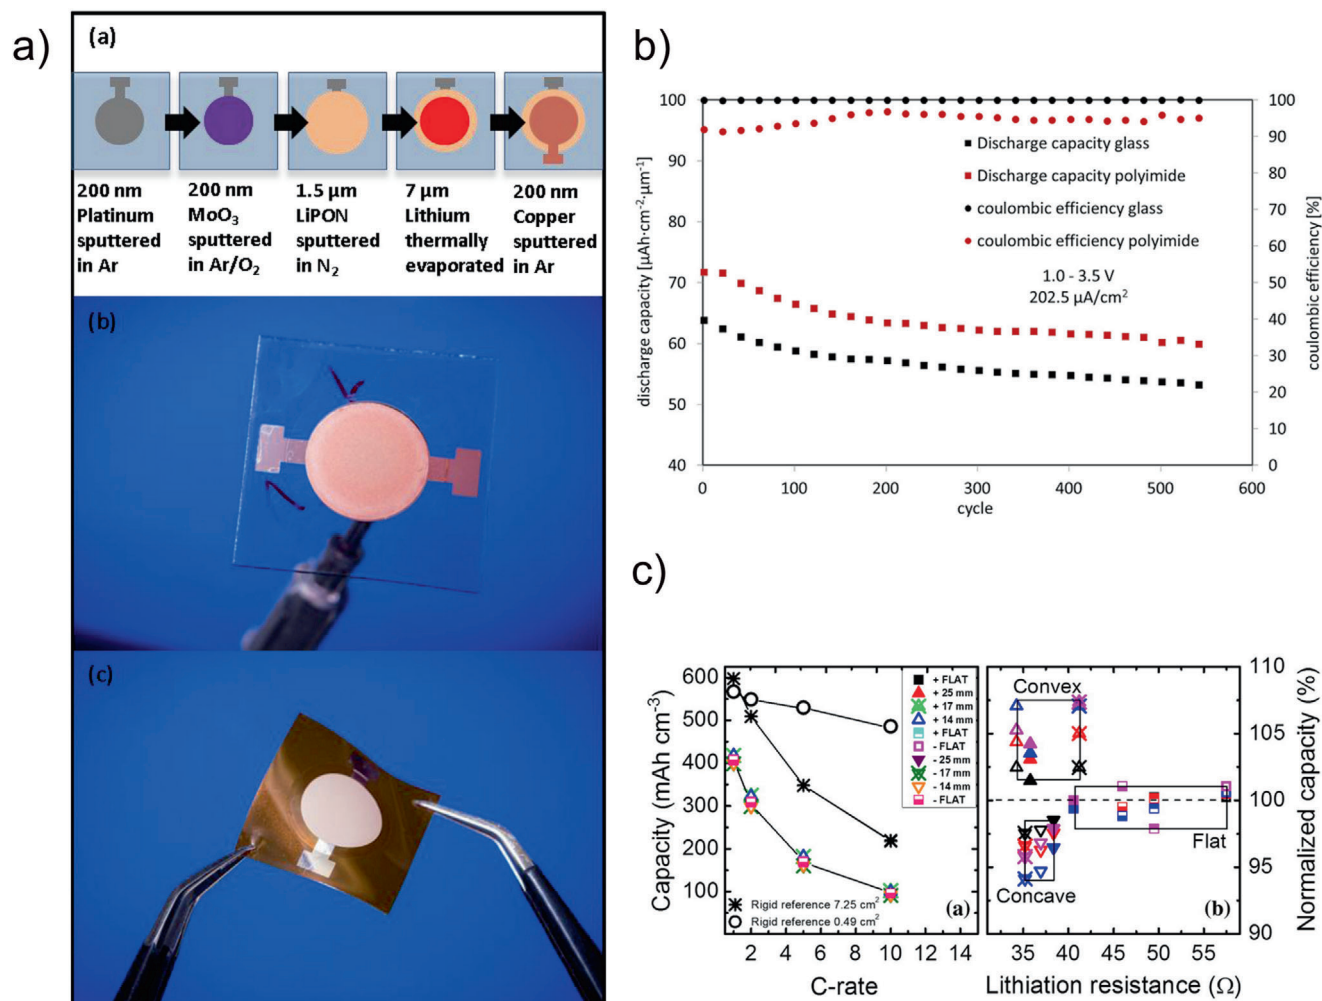 a)
(a)
200 nm
Platinum
sputtered
in Ar
200 nm
MoO₃
sputtered
in Ar/O₂
1.5 µm
LiPON
sputtered
in N₂
7 µm
Lithium
thermally
evaporated
200 nm
Copper
sputtered
in Ar
(b)
(c)
b)
100
90
80
70
60
50
40
discharge capacity [µAh·cm⁻²·µm⁻¹]
0
100
200
300
400
500
600
cycle
100
90
80
70
60
50
40
30
20
10
0
coulombic efficiency [%]
Discharge capacity glass
Discharge capacity polyimide
coulombic efficiency glass
coulombic efficiency polyimide
1.0 - 3.5 V
202.5 µA/cm²
c)
600
500
400
300
200
100
Capacity (mAh cm⁻³)
2
4
6
8
10
12
14
C-rate
+ FLAT
+ 25 mm
+ 17 mm
+ 14 mm
+ FLAT
- FLAT
- 25 mm
- 17 mm
- 14 mm
- FLAT
Rigid reference 7.25 cm²
Rigid reference 0.49 cm²
(a)
Convex
Flat
Concave
(b)
35
40
45
50
55
Lithiation resistance (Ω)
110
105
100
95
90
Normalized capacity (%)